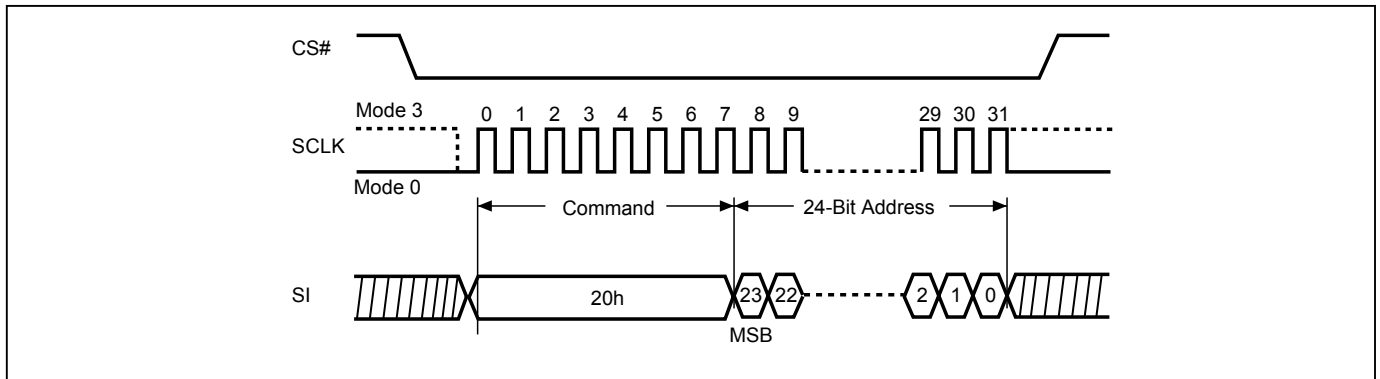 CS#
Mode 3
0 1 2 3 4 5 6 7 8 9 29 30 31
SCLK
Mode 0
Command 24-Bit Address
SI 20h 23 22 2 1 0
MSB